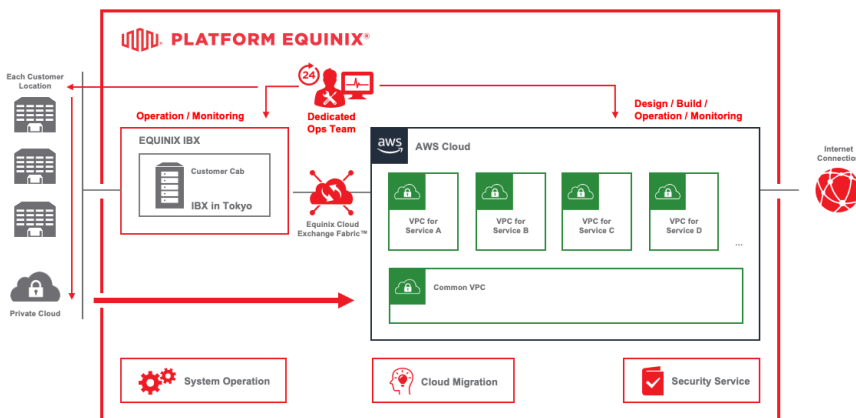 PLATFORM EQUINIX®
Each Customer
Location
24
Dedicated
Ops Team
Operation / Monitoring
Design / Build /
Operation / Monitoring
EQUINIX IBX
Customer Cab
IBX in Tokyo
Equinix Cloud
Exchange Fabric™
aws
AWS Cloud
VPC for
Service A
VPC for
Service B
VPC for
Service C
VPC for
Service D
...
Common VPC
Internet
Connection
Private Cloud
System Operation
Cloud Migration
Security Service